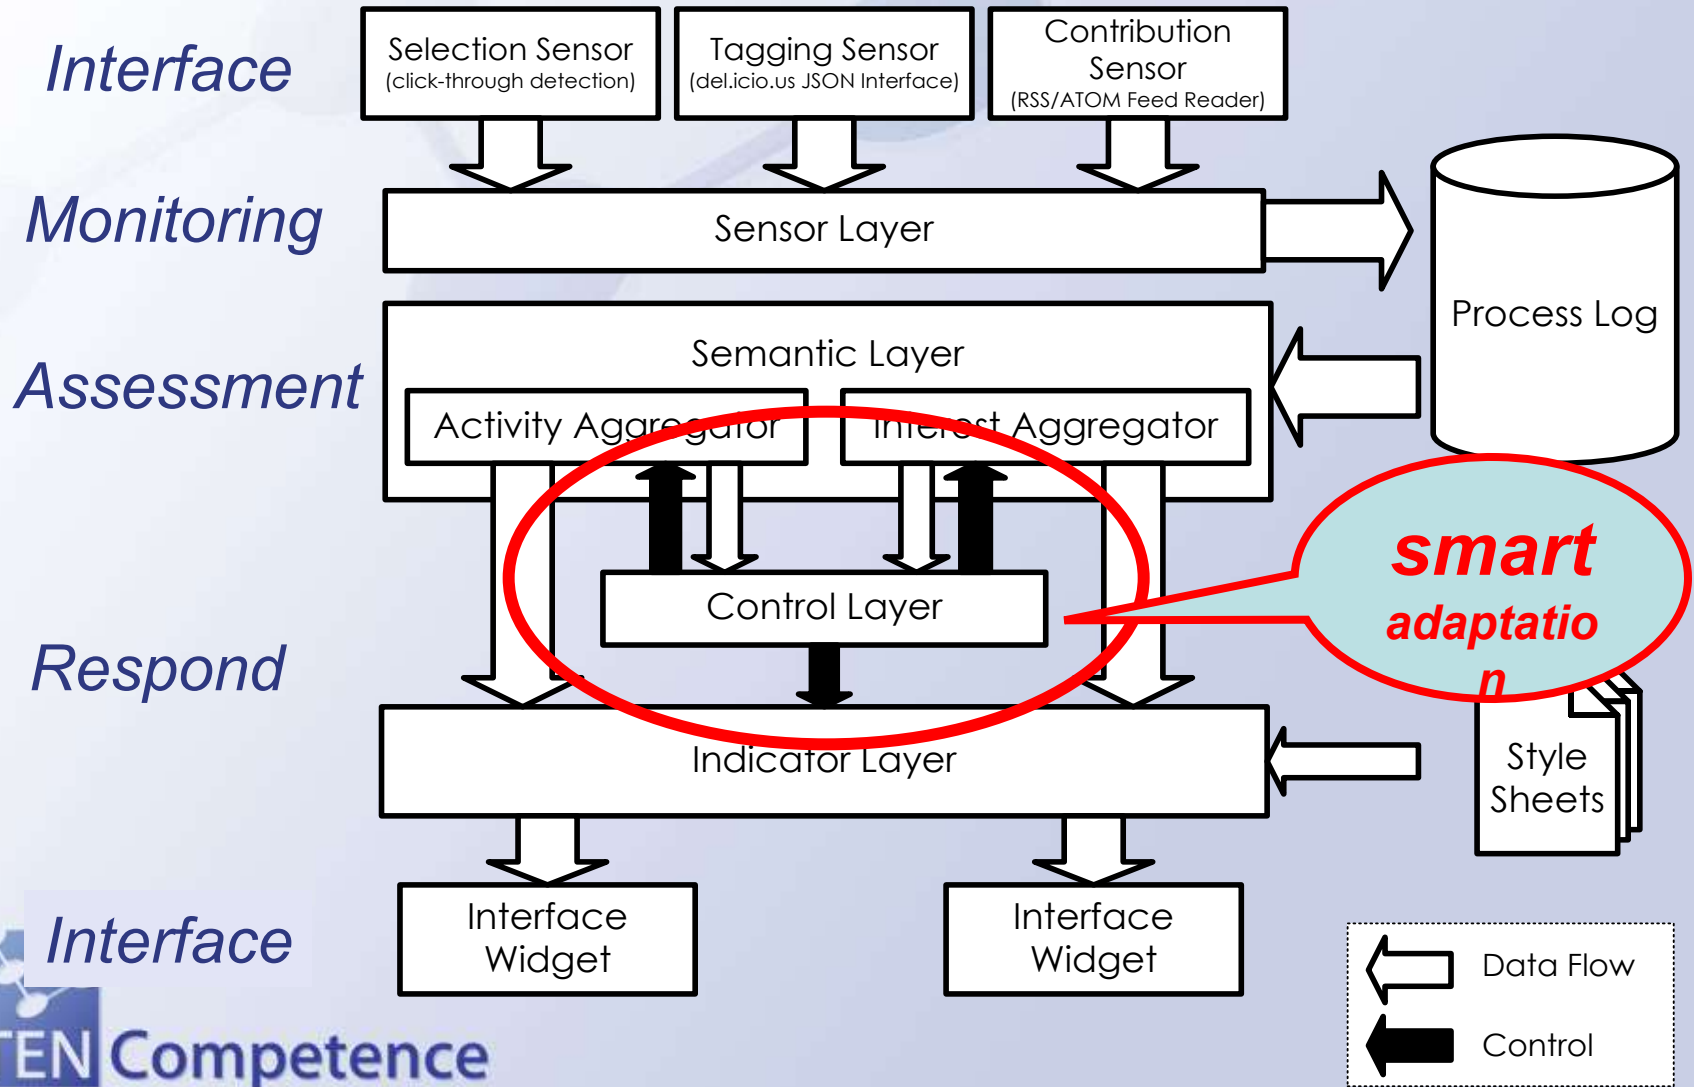 Interface
Selection Sensor
(click-through detection)
Tagging Sensor
(del.icio.us JSON Interface)
Contribution
Sensor
(RSS/ATOM Feed Reader)
Monitoring
Sensor Layer
Process Log
Assessment
Semantic Layer
Activity Aggregator
Interest Aggregator
smart
adaptatio
n
Control Layer
Respond
Indicator Layer
Style
Sheets
Interface
Interface
Widget
Interface
Widget
Data Flow
Control
TEN Competence